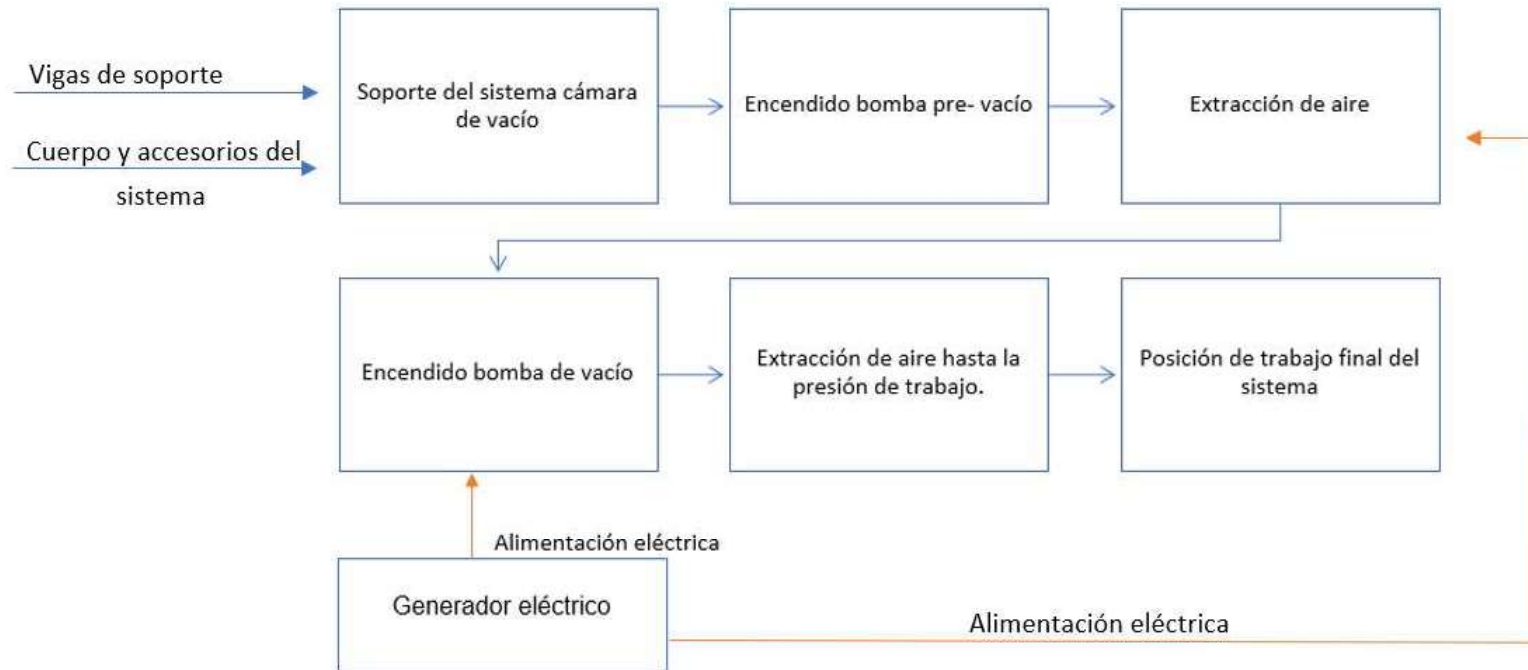 Vigas de soporte
Cuerpo y accesorios del
sistema
Soporte del sistema cámara
de vacío
Encendido bomba pre- vacío
Extracción de aire
Encendido bomba de vacío
Extracción de aire hasta la
presión de trabajo.
Posición de trabajo final del
sistema
Alimentación eléctrica
Generador eléctrico
Alimentación eléctrica